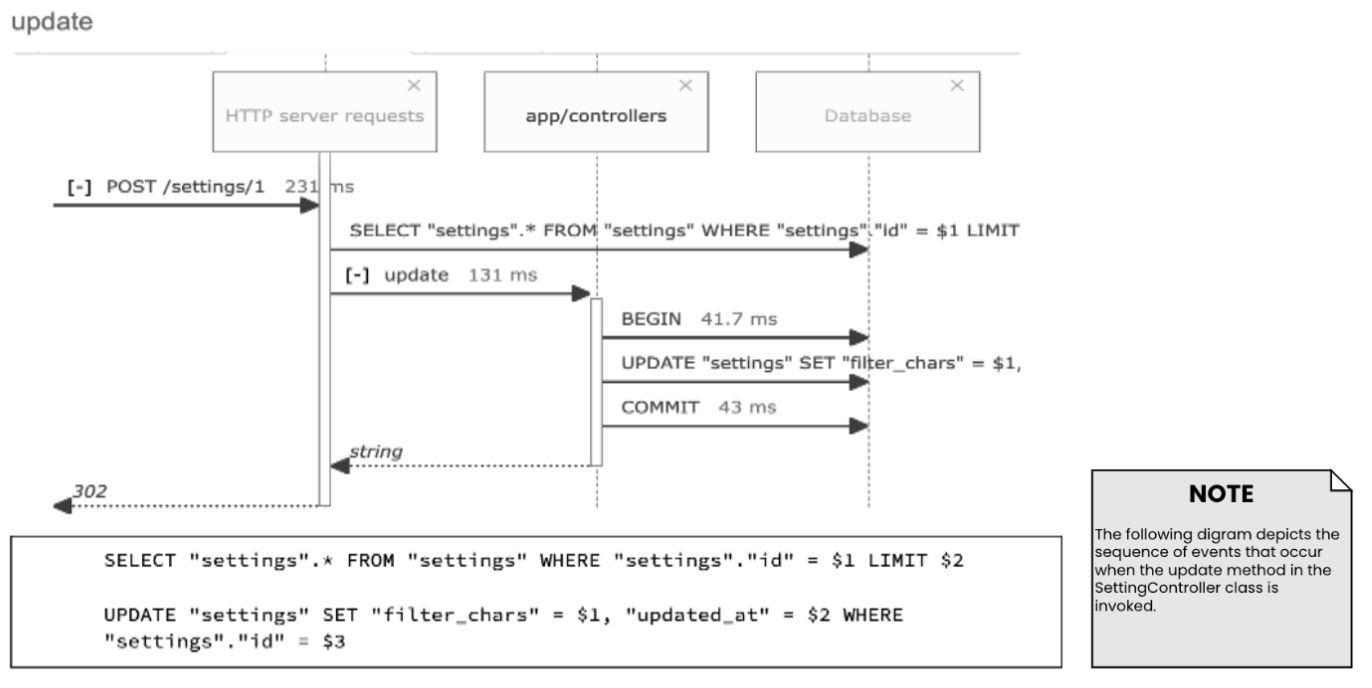 update
HTTP server requests
app/controllers
Database
[-] POST /settings/1 231 ms
SELECT "settings".* FROM "settings" WHERE "settings"."id" = $1 LIMIT
[-] update 131 ms
BEGIN 41.7 ms
UPDATE "settings" SET "filter_chars" = $1,
COMMIT 43 ms
string
302
SELECT "settings".* FROM "settings" WHERE "settings"."id" = $1 LIMIT $2
UPDATE "settings" SET "filter_chars" = $1, "updated_at" = $2 WHERE
"settings"."id" = $3
NOTE
The following digram depicts the
sequence of events that occur
when the update method in the
SettingController class is
invoked.